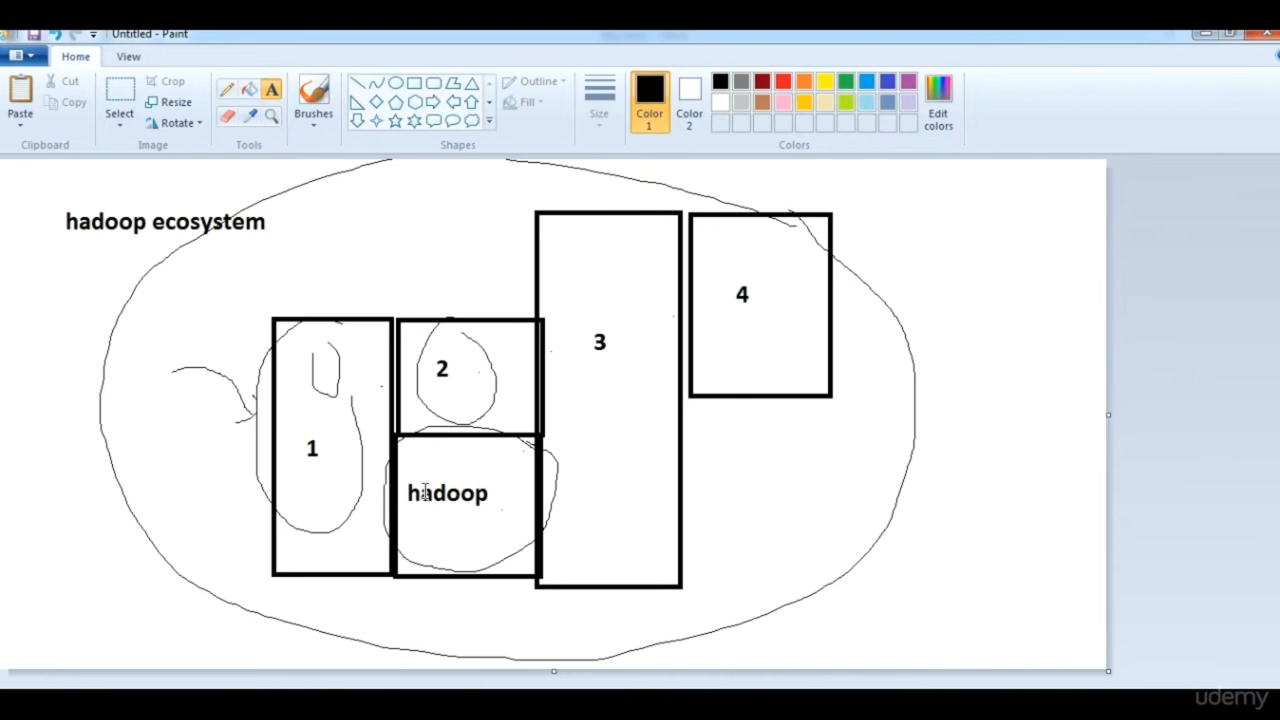 Untitled - Paint
Home
View
Paste
Cut
Copy
Clipboard
Select
Crop
Resize
Rotate
Image
Tools
Brushes
Shapes
Outline
Fill
Size
Color 1
Color 2
Edit colors
Colors
hadoop ecosystem
4
3
2
1
hadoop
udemy